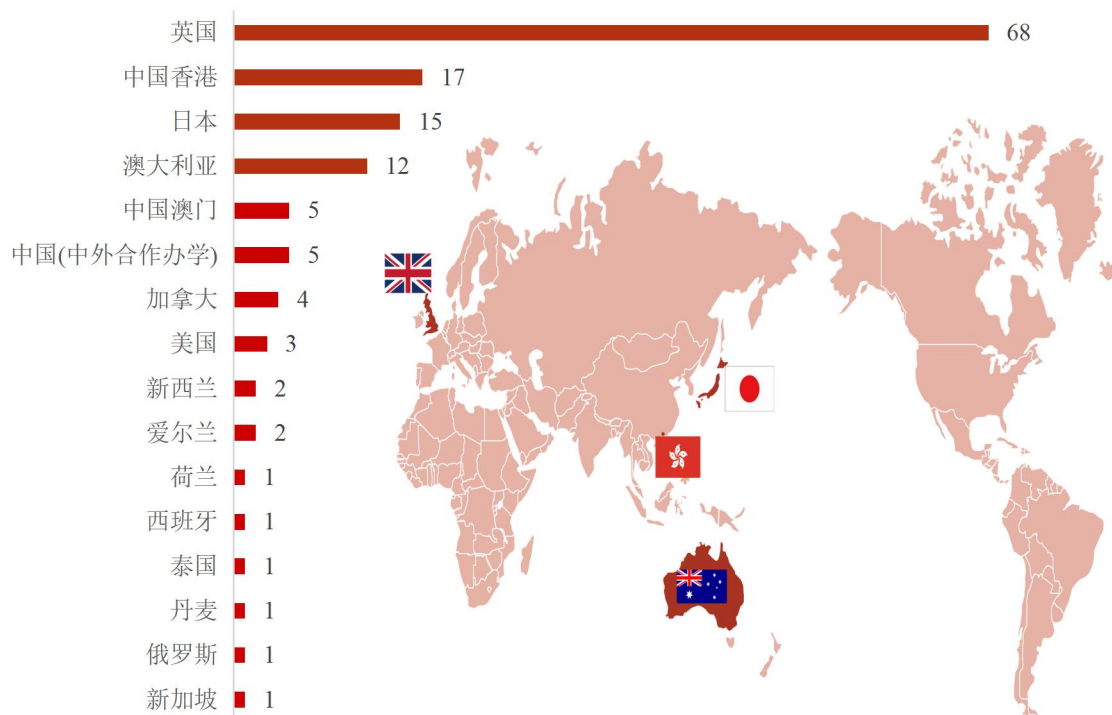 英国 68
中国香港 17
日本 15
澳大利亚 12
中国澳门 5
中国(中外合作办学) 5
加拿大 4
美国 3
新西兰 2
爱尔兰 2
荷兰 1
西班牙 1
泰国 1
丹麦 1
俄罗斯 1
新加坡 1